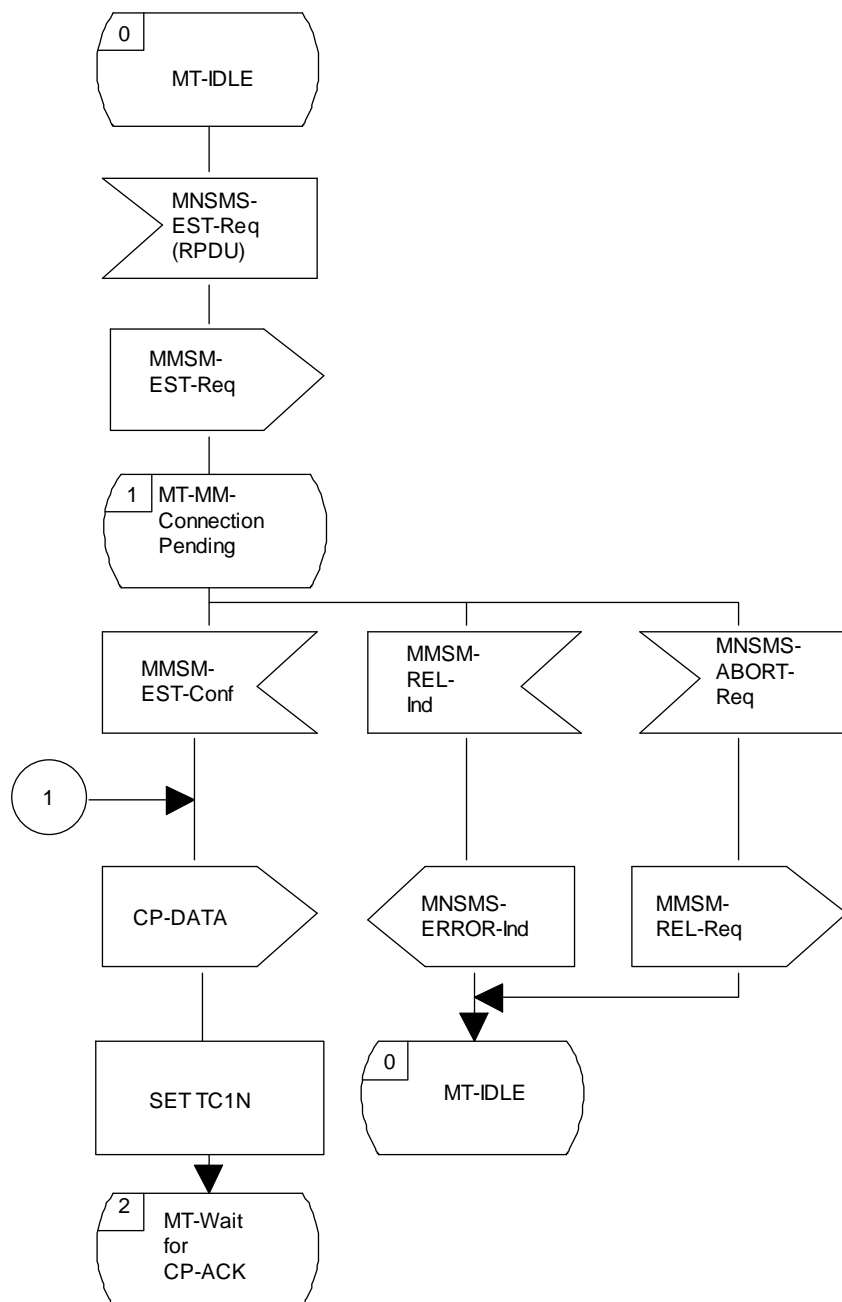 0
MT-IDLE
MNSMS-
EST-Req
(RPDU)
MMSM-
EST-Req
1
MT-MM-
Connection
Pending
MMSM-
EST-Conf
MMSM-
REL-
Ind
MNSMS-
ABORT-
Req
1
CP-DATA
MNSMS-
ERROR-Ind
MMSM-
REL-Req
SET TC1N
0
MT-IDLE
2
MT-Wait
for
CP-ACK